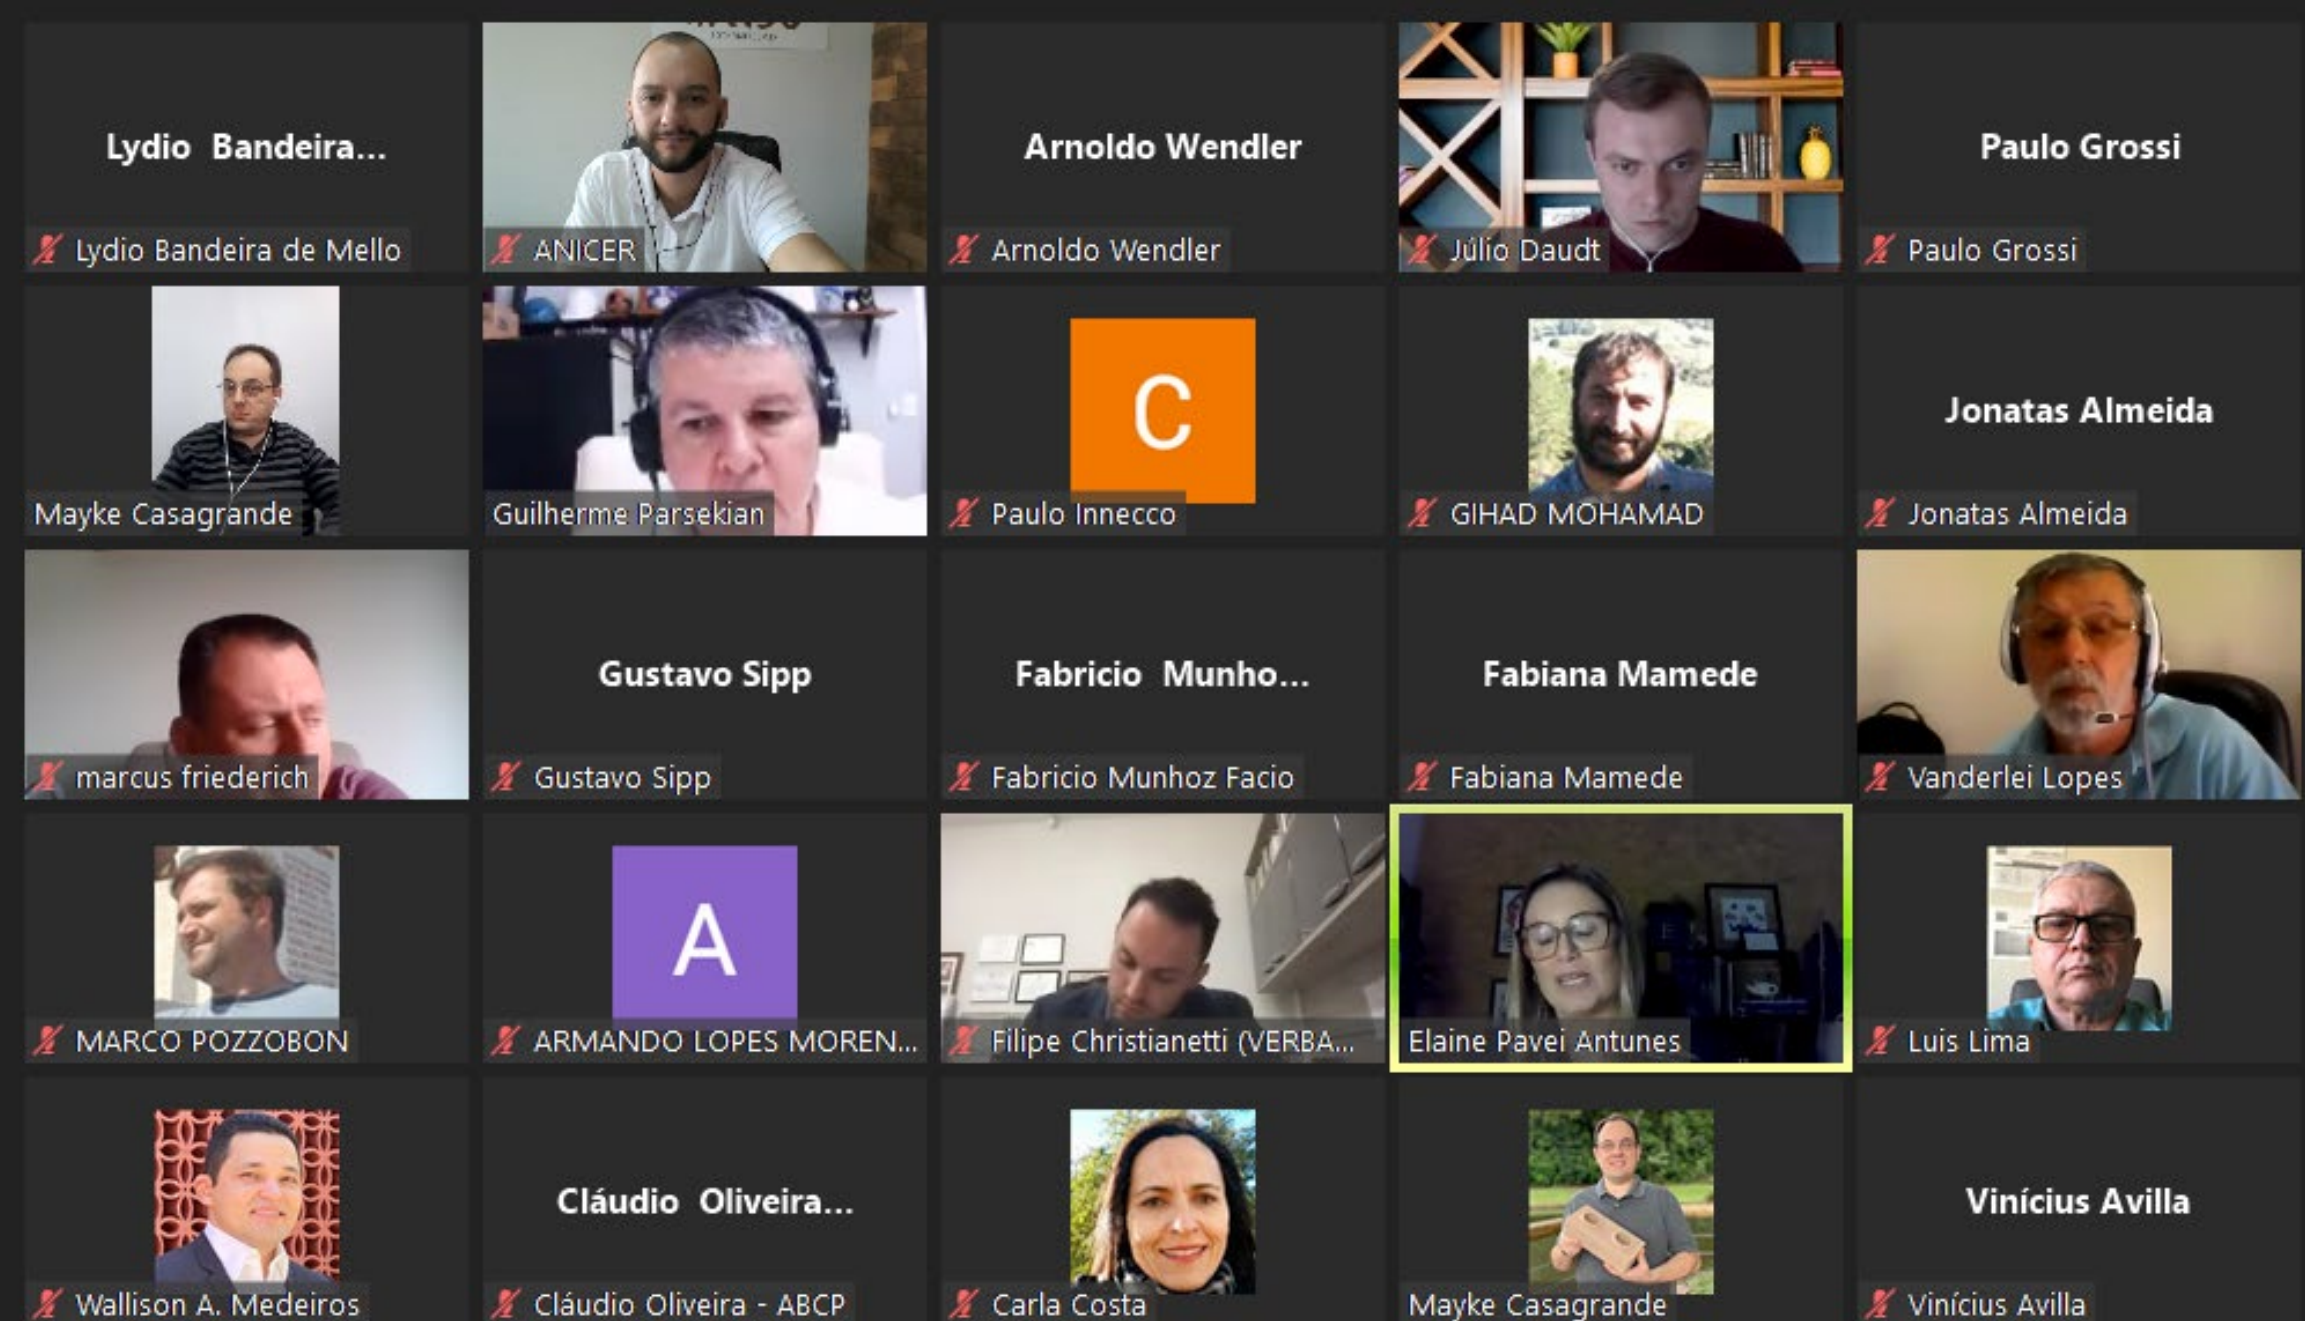 Lydio Bandeira...
Lydio Bandeira de Mello
ANICER
Arnoldo Wendler
Arnoldo Wendler
Júlio Daudt
Paulo Grossi
Paulo Grossi
Mayke Casagrande
Guilherme Parsekian
C
Paulo Innecco
GIHAD MOHAMAD
Jonatas Almeida
Jonatas Almeida
marcus friederich
Gustavo Sipp
Gustavo Sipp
Fabricio Munho...
Fabricio Munhoz Facio
Fabiana Mamede
Fabiana Mamede
Vanderlei Lopes
MARCO POZZOBON
A
ARMANDO LOPES MOREN...
Filipe Christianetti (VERBA...
Elaine Pavei Antunes
Luis Lima
Wallison A. Medeiros
Cláudio Oliveira...
Cláudio Oliveira - ABCP
Carla Costa
Mayke Casagrande
Vinícius Avilla
Vinícius Avilla